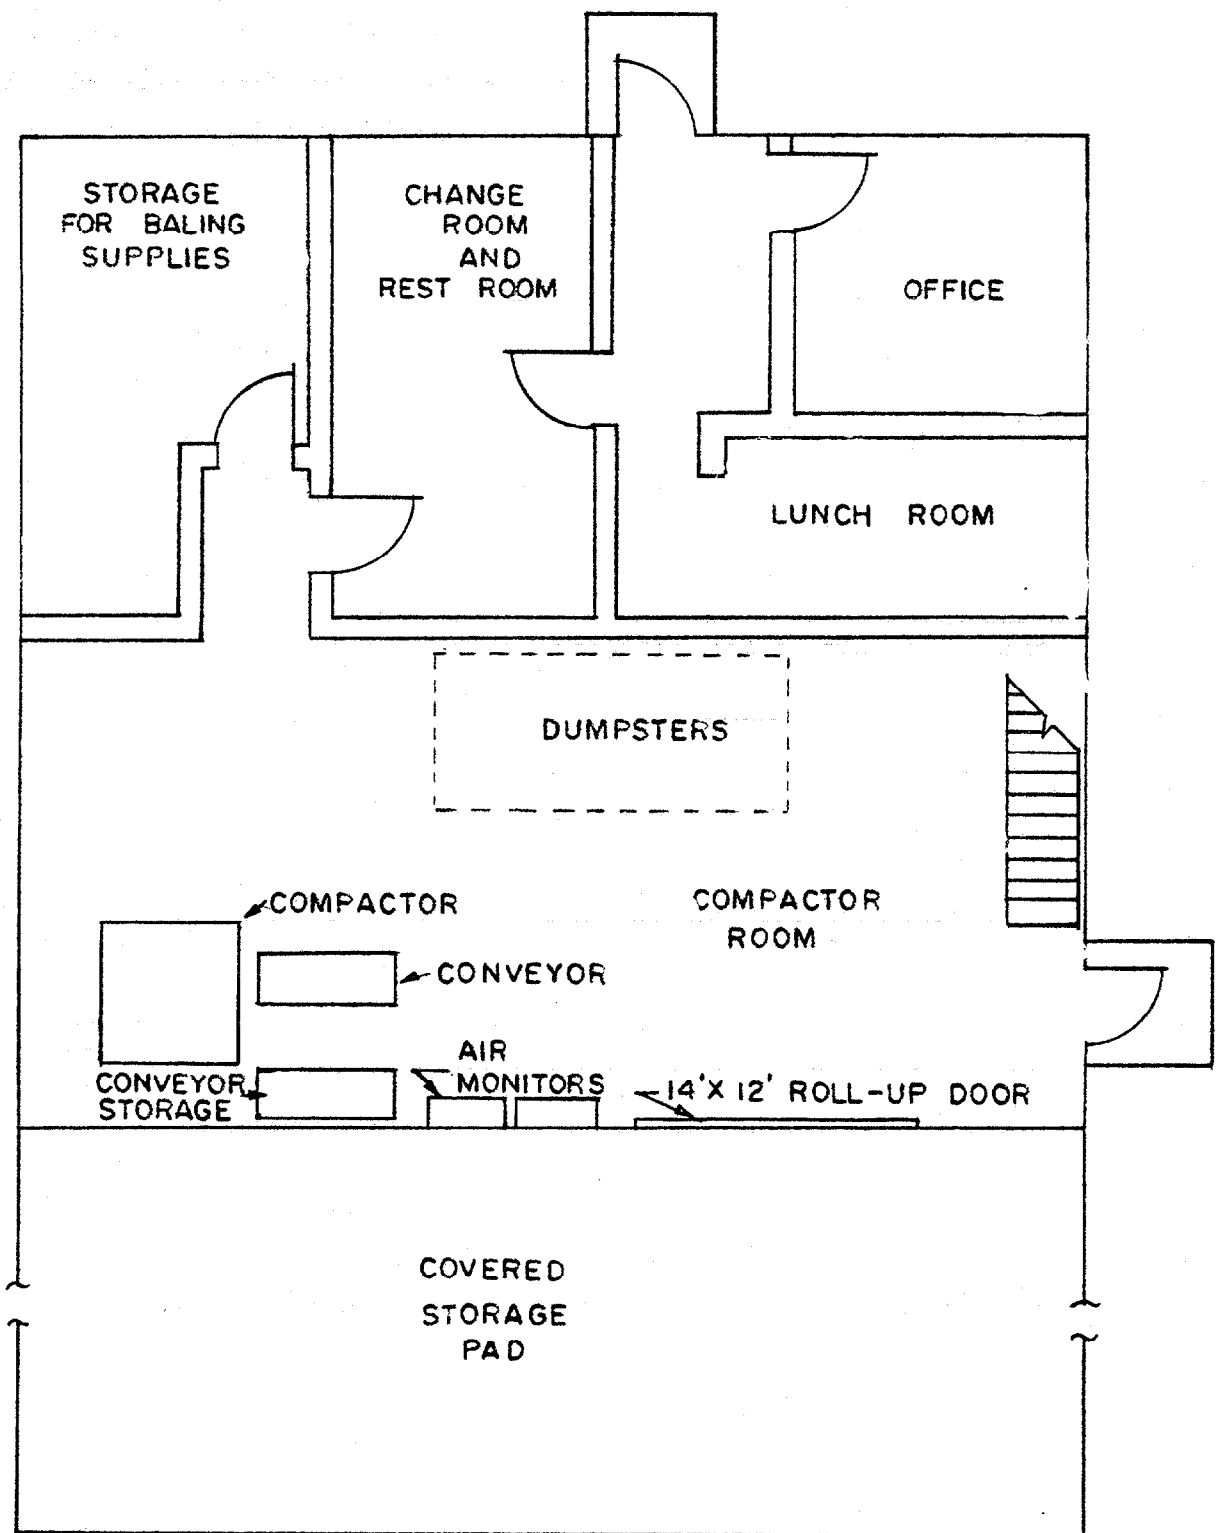 STORAGE
FOR BALING
SUPPLIES
CHANGE
ROOM
AND
REST ROOM
OFFICE
LUNCH ROOM
DUMPSTERS
COMPACTOR
COMPACTOR
ROOM
CONVEYOR
AIR
MONITORS
CONVEYOR
STORAGE
14'X 12' ROLL-UP DOOR
COVERED
STORAGE
PAD